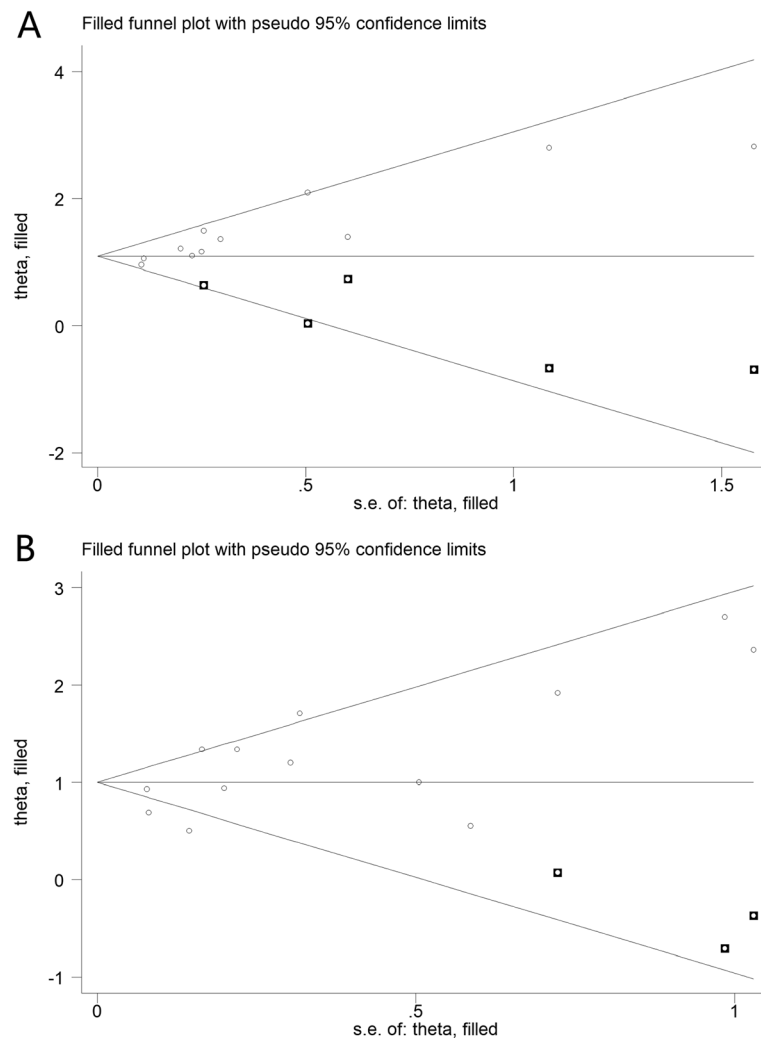 A
Filled funnel plot with pseudo 95% confidence limits
theta, filled
4
2
0
-2
0 .5 1 1.5
s.e. of: theta, filled
B
Filled funnel plot with pseudo 95% confidence limits
theta, filled
3
2
1
0
-1
0 .5 1
s.e. of: theta, filled